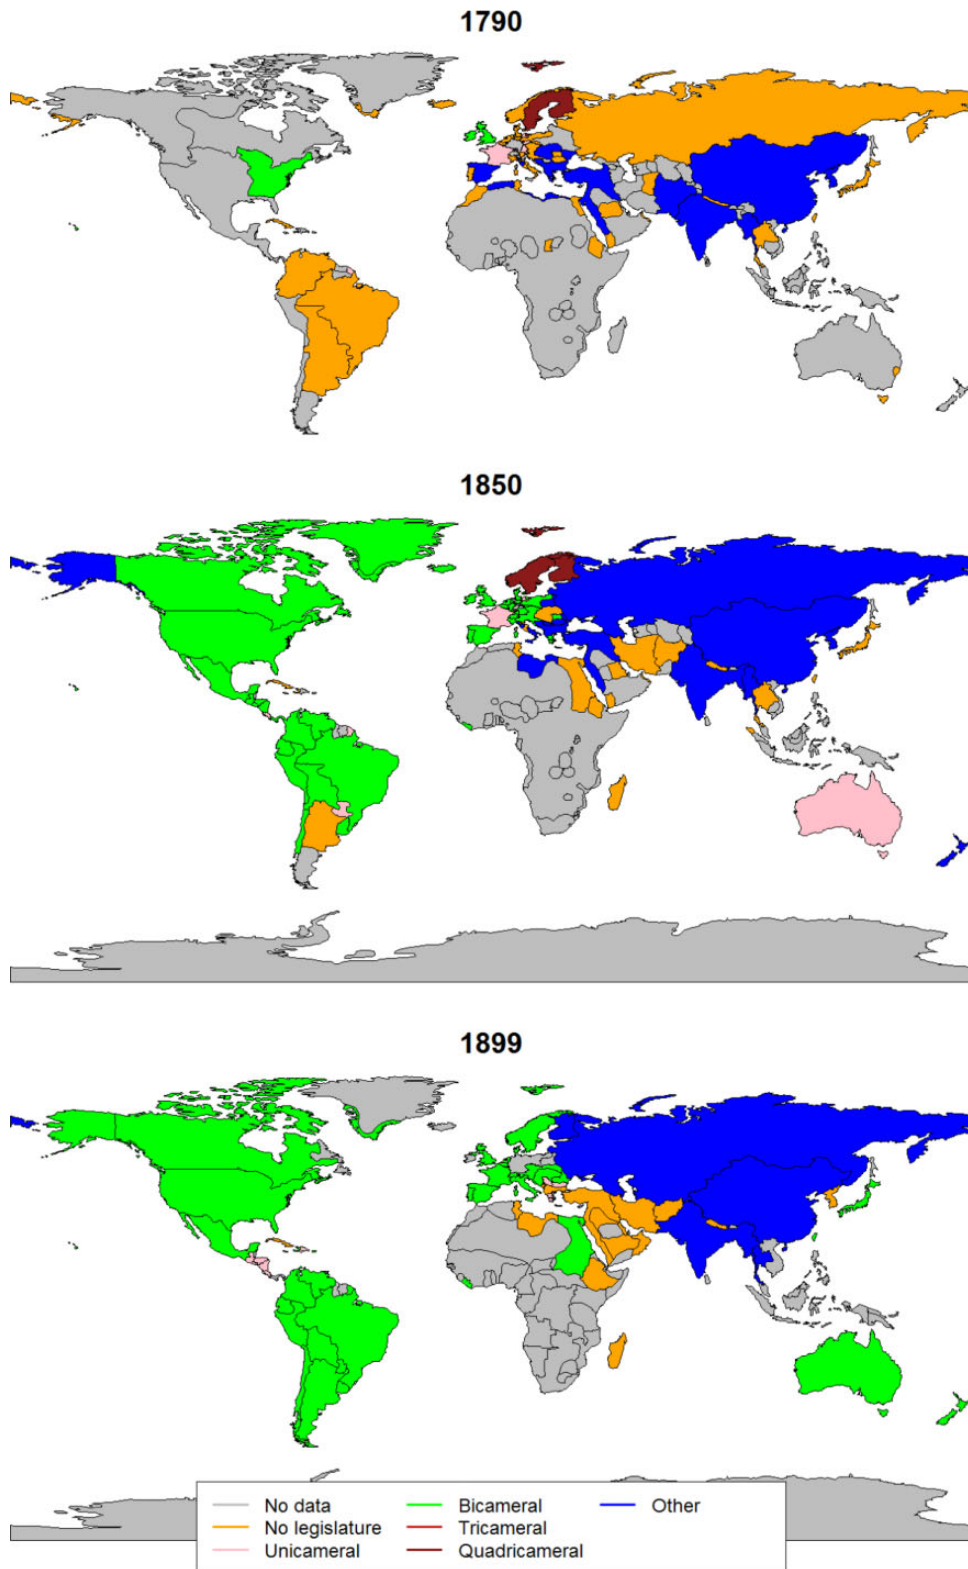 1790
1850
1899
No data
Bicameral
Other
No legislature
Tricameral
Unicameral
Quadricameral